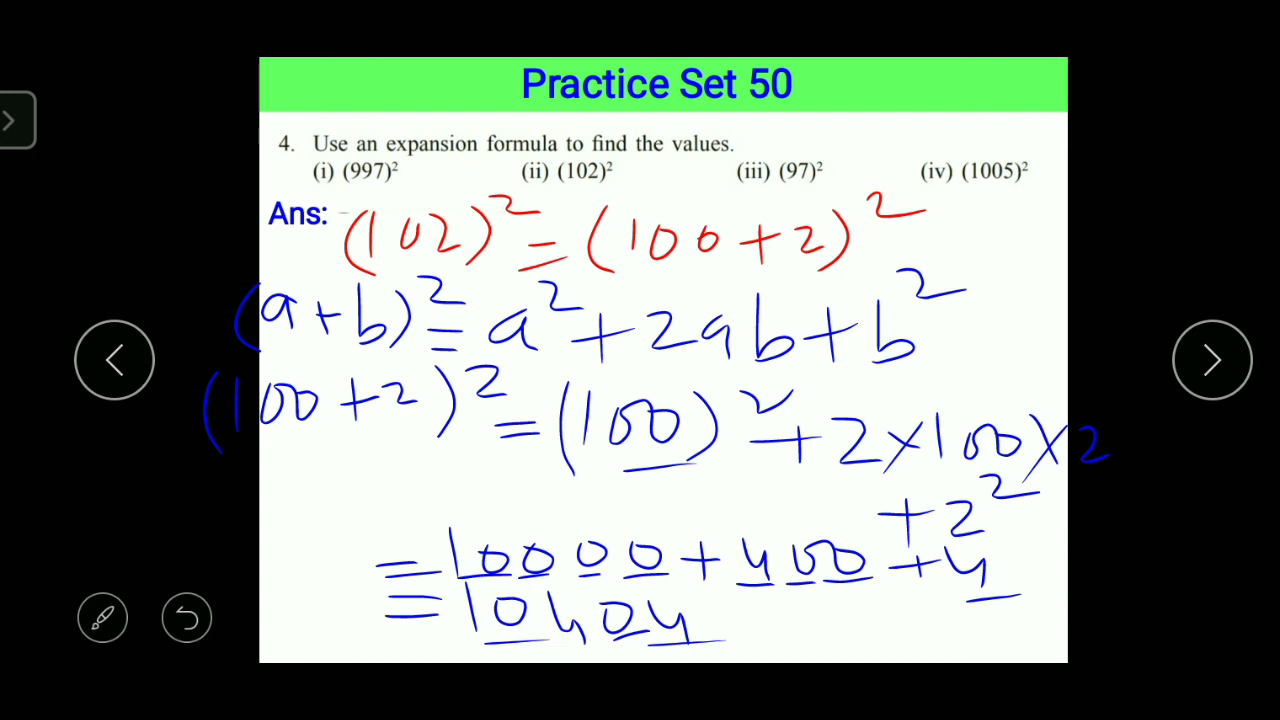 Practice Set 50
4. Use an expansion formula to find the values.
(i) (997)² (ii) (102)² (iii) (97)² (iv) (1005)²
Ans: (102)² = (100+2)²
(a+b)² = a²+2ab+b²
(100+2)² = (100)² + 2×100×2
+2²
=10000+400+4
=10404